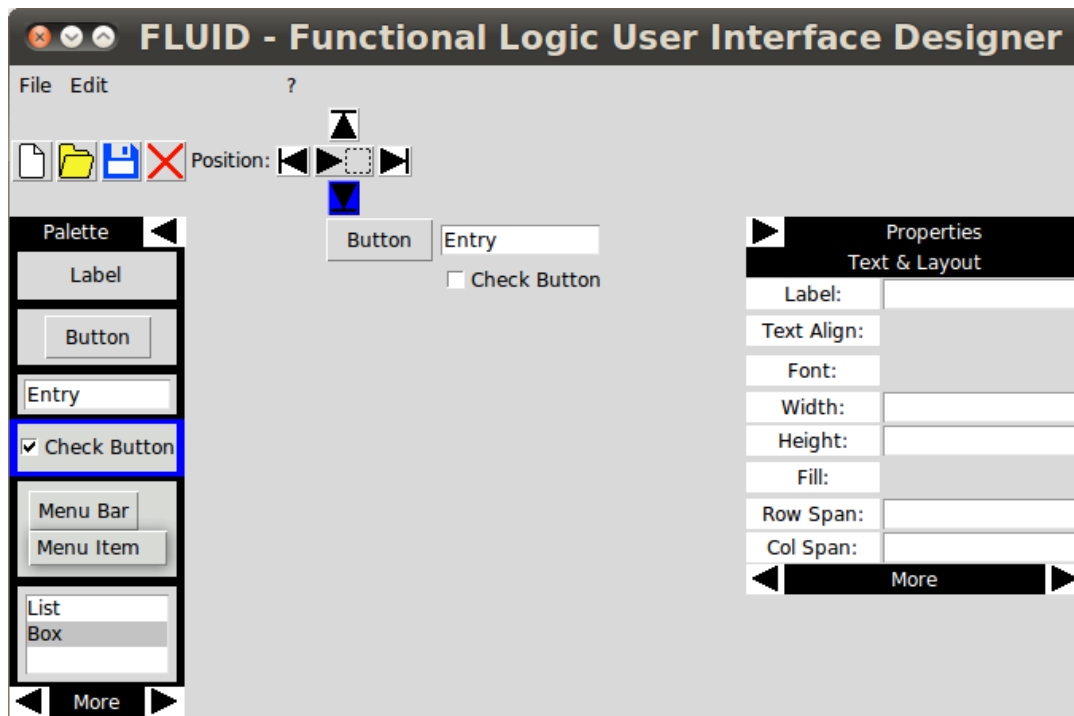 FLUID - Functional Logic User Interface Designer
File Edit ?
Position:
Palette
Label
Button
Entry
Check Button
Menu Bar
Menu Item
List
Box
More
Button Entry
Check Button
Properties
Text & Layout
Label:
Text Align:
Font:
Width:
Height:
Fill:
Row Span:
Col Span:
More